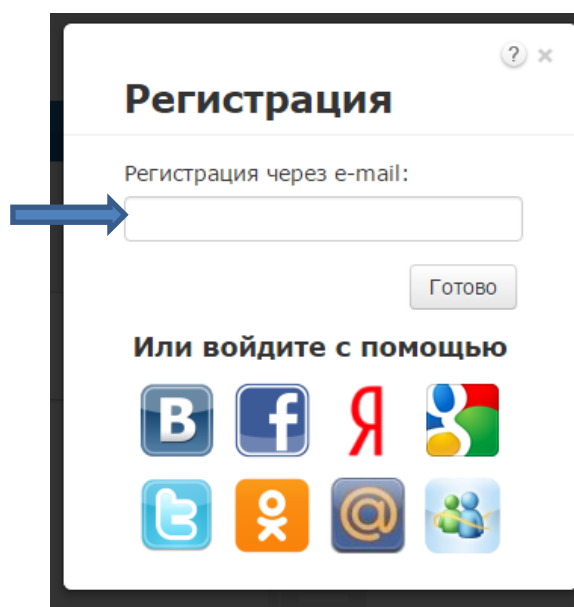 ?
Регистрация
Регистрация через e-mail:
Готово
Или войдите с помощью
В f Я g
t @